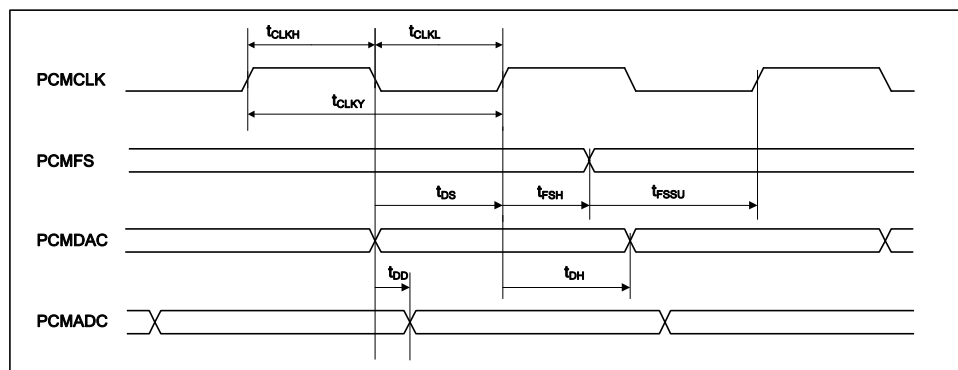 tCLKH tCLKL
PCMCLK
tCLKY
PCMFS
tDS tFSH tFSSU
PCMDAC
tDD tDH
PCMADC